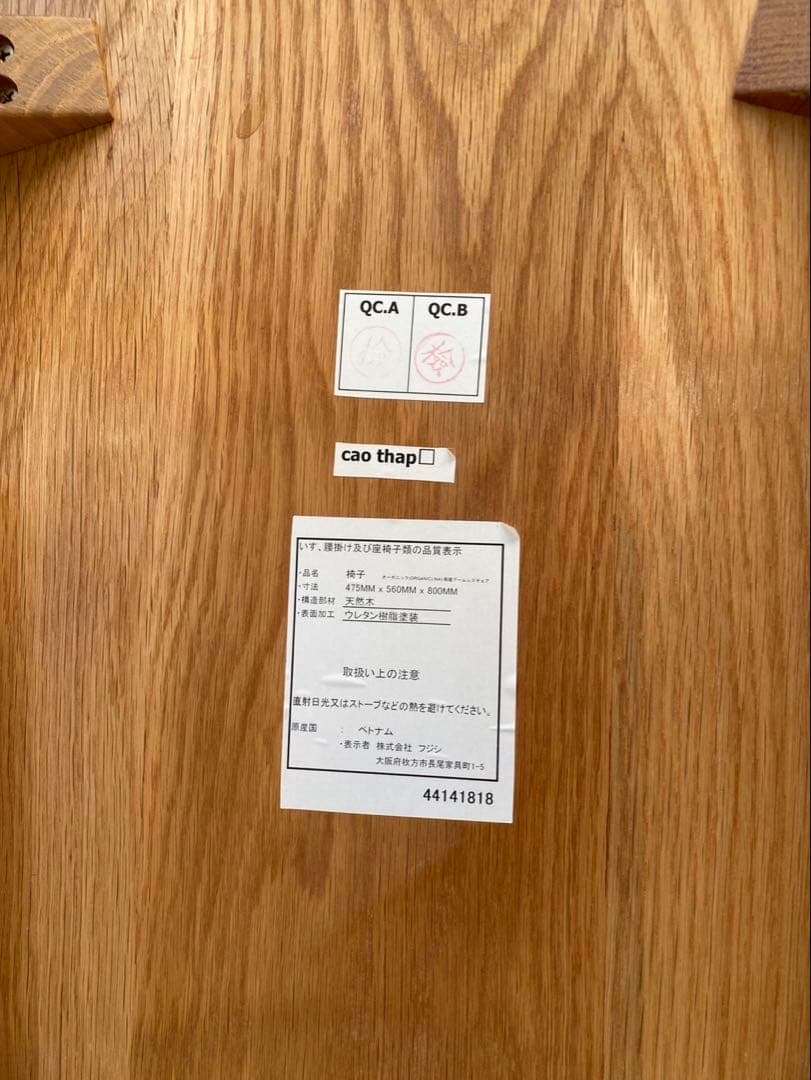 QC.A QC.B
検 検
cao thap□
いす、腰掛け及び座椅子類の品質表示
・品名 椅子
・寸法 475MM x 560MM x 800MM
・構造部材 天然木
・表面加工 ウレタン樹脂塗装
取扱い上の注意
直射日光又はストーブなどの熱を避けてください。
原産国 : ベトナム
・表示者 株式会社 フジシ
大阪府枚方市長尾家具町1-5
44141818